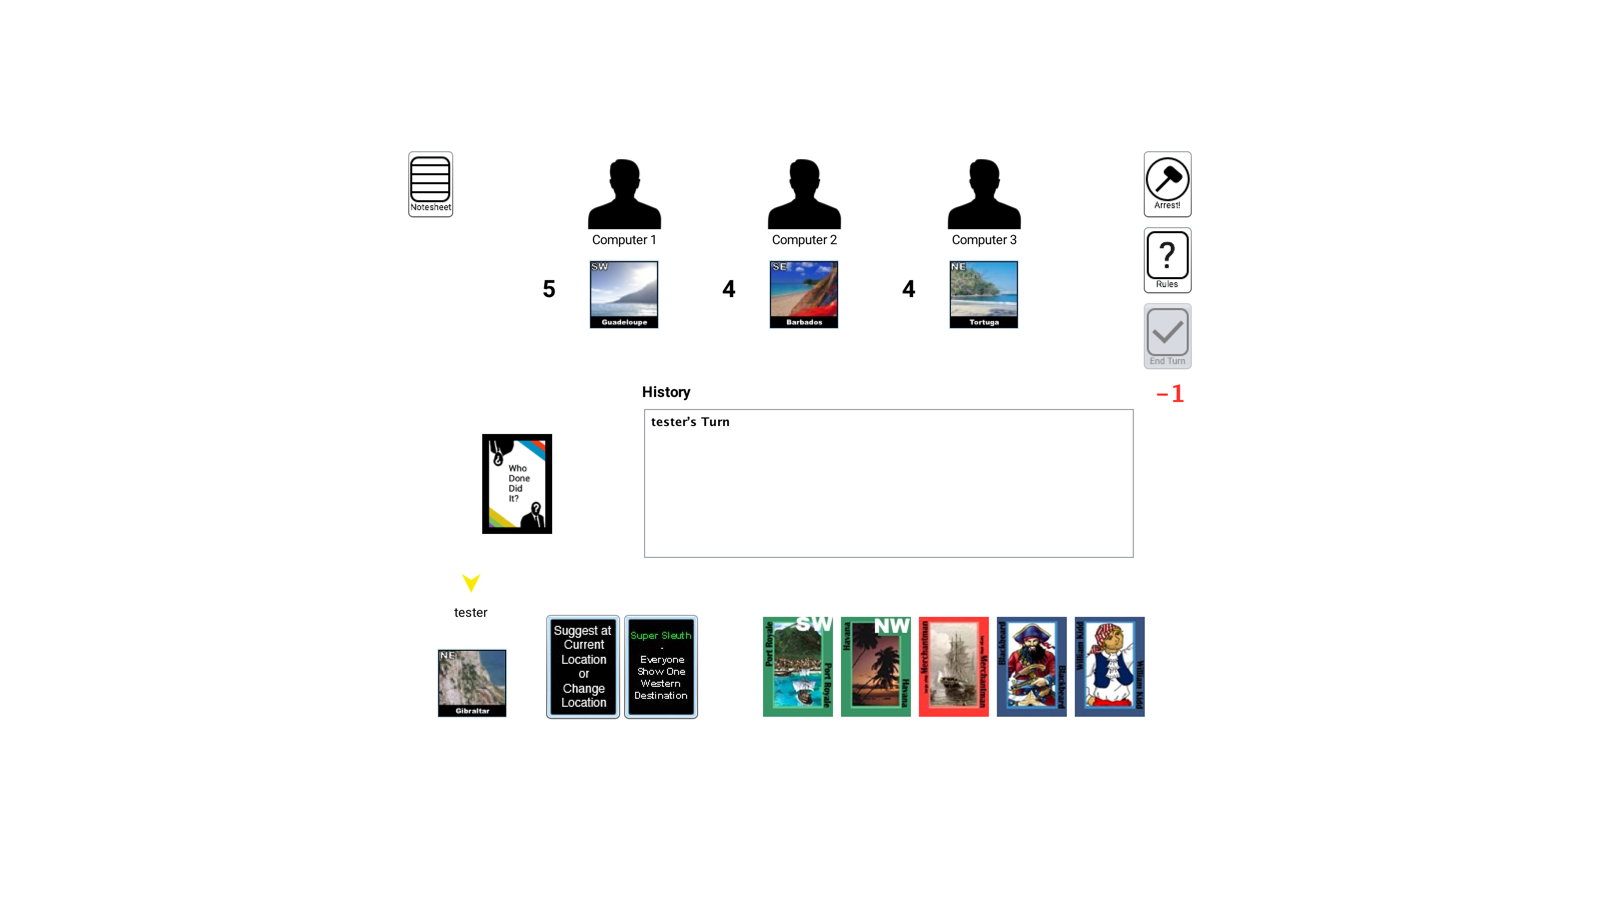 Notesheet
Computer 1
Computer 2
Computer 3
Arrest!
5
SW
Guadeloupe
4
SE
Barbados
4
NE
Tortuga
?
Rules
End Turn
-1
History
tester's Turn
Who
Done
Did
It?
tester
NE
Gibraltar
Suggest at
Current
Location
or
Change
Location
Super Sleuth
-
Everyone
Show One
Western
Destination
SW
Port Royale
Port Royale
NW
Havana
Havana
Merchantman
Merchantman
Blackbeard
Blackbeard
William Kidd
William Kidd